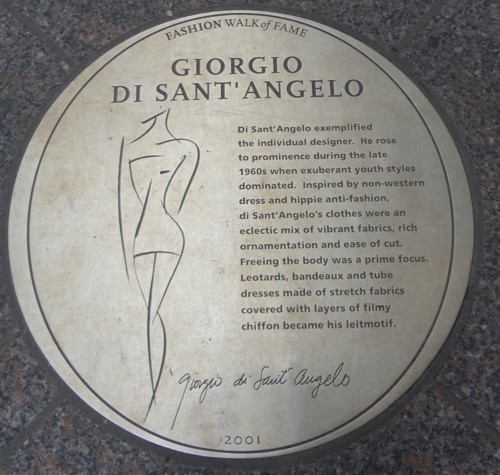 FASHION WALK of FAME
GIORGIO
DI SANT'ANGELO
Di Sant'Angelo exemplified
the individual designer. He rose
to prominence during the late
1960s when exuberant youth styles
dominated. Inspired by non-western
dress and hippie anti-fashion,
di Sant'Angelo's clothes were an
eclectic mix of vibrant fabrics, rich
ornamentation and ease of cut.
Freeing the body was a prime focus.
Leotards, bandeaux and tube
dresses made of stretch fabrics
covered with layers of filmy
chiffon became his leitmotif.
giorgio di Sant' Angelo
2001